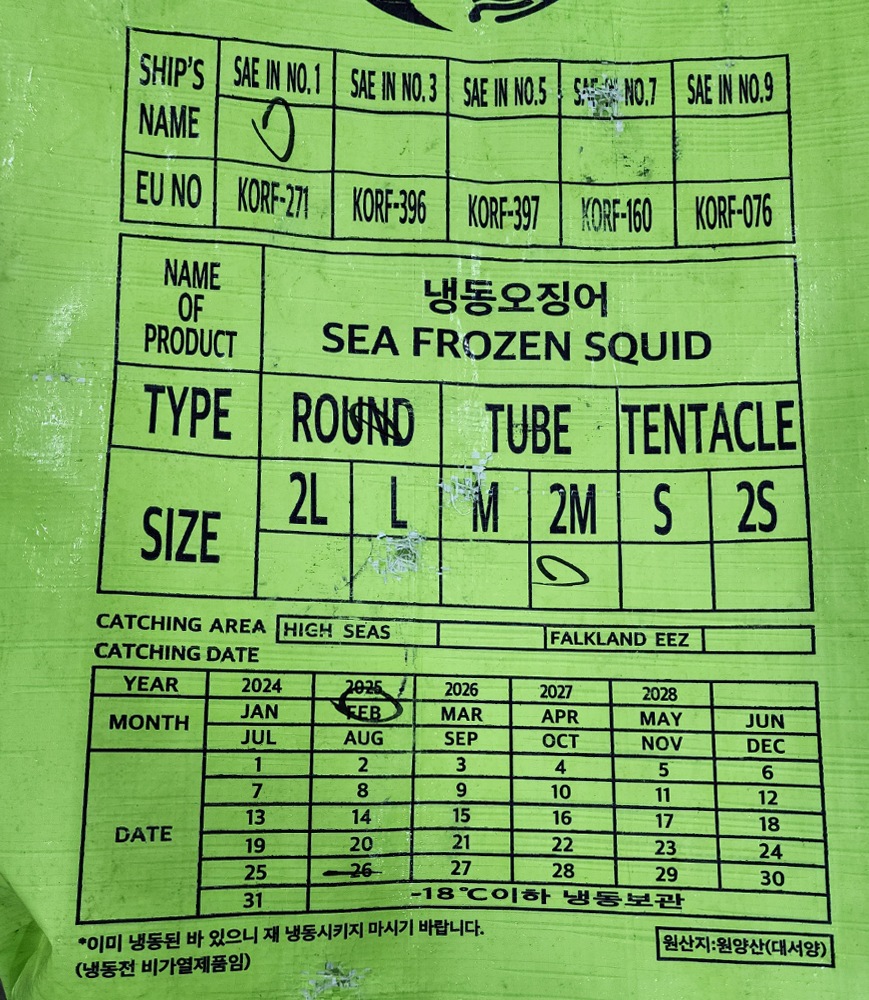 SHIP'S NAME SAE IN NO.1 SAE IN NO.3 SAE IN NO.5 SAE IN NO.7 SAE IN NO.9
EU NO KORF-271 KORF-396 KORF-397 KORF-160 KORF-076
NAME OF PRODUCT 냉동오징어
SEA FROZEN SQUID
TYPE ROUND TUBE TENTACLE
SIZE 2L L M 2M S 2S
CATCHING AREA HIGH SEAS FALKLAND EEZ
CATCHING DATE
YEAR 2024 2025 2026 2027 2028
MONTH JAN FEB MAR APR MAY JUN
JUL AUG SEP OCT NOV DEC
DATE 1 2 3 4 5 6
7 8 9 10 11 12
13 14 15 16 17 18
19 20 21 22 23 24
25 26 27 28 29 30
31 -18℃이하 냉동보관
*이미 냉동된 바 있으니 재 냉동시키지 마시기 바랍니다.
(냉동전 비가열제품임)
원산지:원양산(대서양)